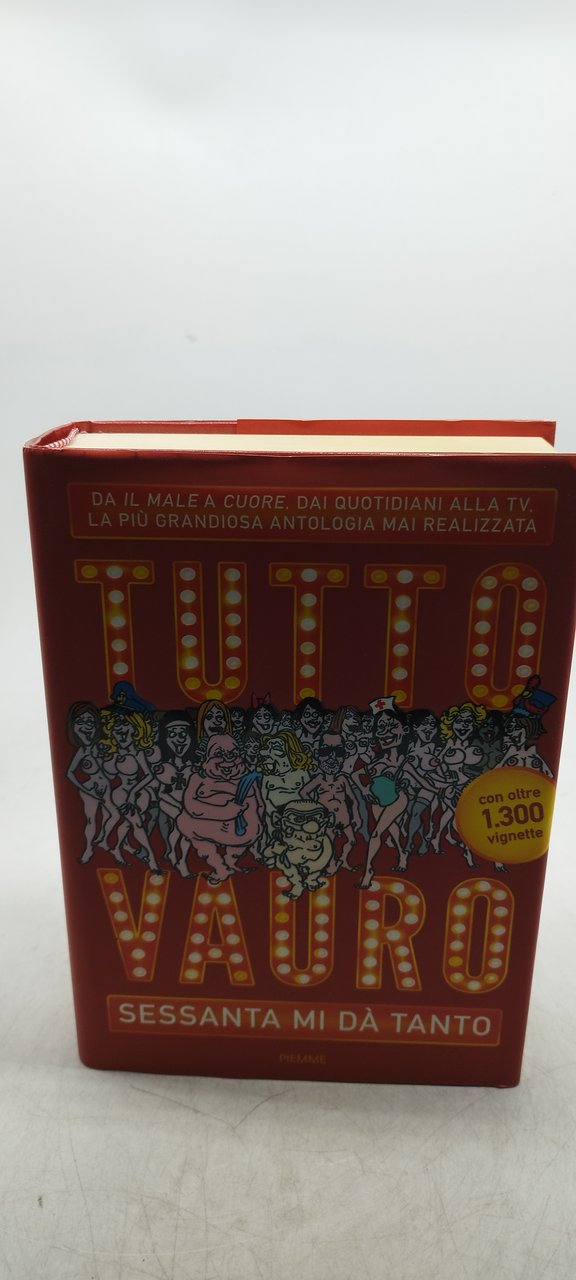 DA IL MALE A CUORE, DAI QUOTIDIANI ALLA TV,
LA PIÙ GRANDIOSA ANTOLOGIA MAI REALIZZATA
TUTTO
con oltre
1.300
vignette
VAURO
SESSANTA MI DÀ TANTO
PIEMME